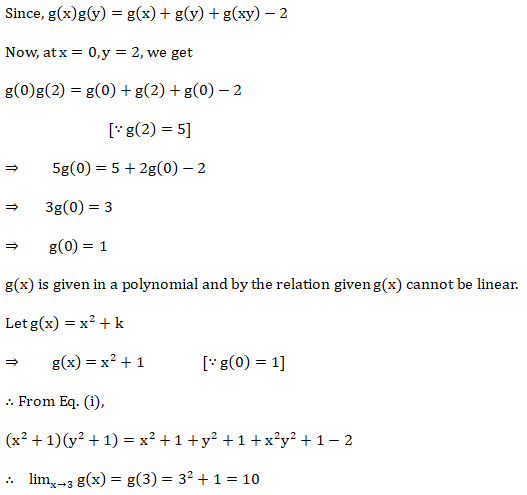 Since, g(x)g(y) = g(x) + g(y) + g(xy) − 2
Now, at x = 0,y = 2, we get
g(0)g(2) = g(0) + g(2) + g(0) − 2
[∵ g(2) = 5]
⇒ 5g(0) = 5 + 2g(0) − 2
⇒ 3g(0) = 3
⇒ g(0) = 1
g(x) is given in a polynomial and by the relation given g(x) cannot be linear.
Let g(x) = x² + k
⇒ g(x) = x² + 1 [∵ g(0) = 1]
∴ From Eq. (i),
(x² + 1)(y² + 1) = x² + 1 + y² + 1 + x²y² + 1 − 2
∴ limₓ→₃ g(x) = g(3) = 3² + 1 = 10